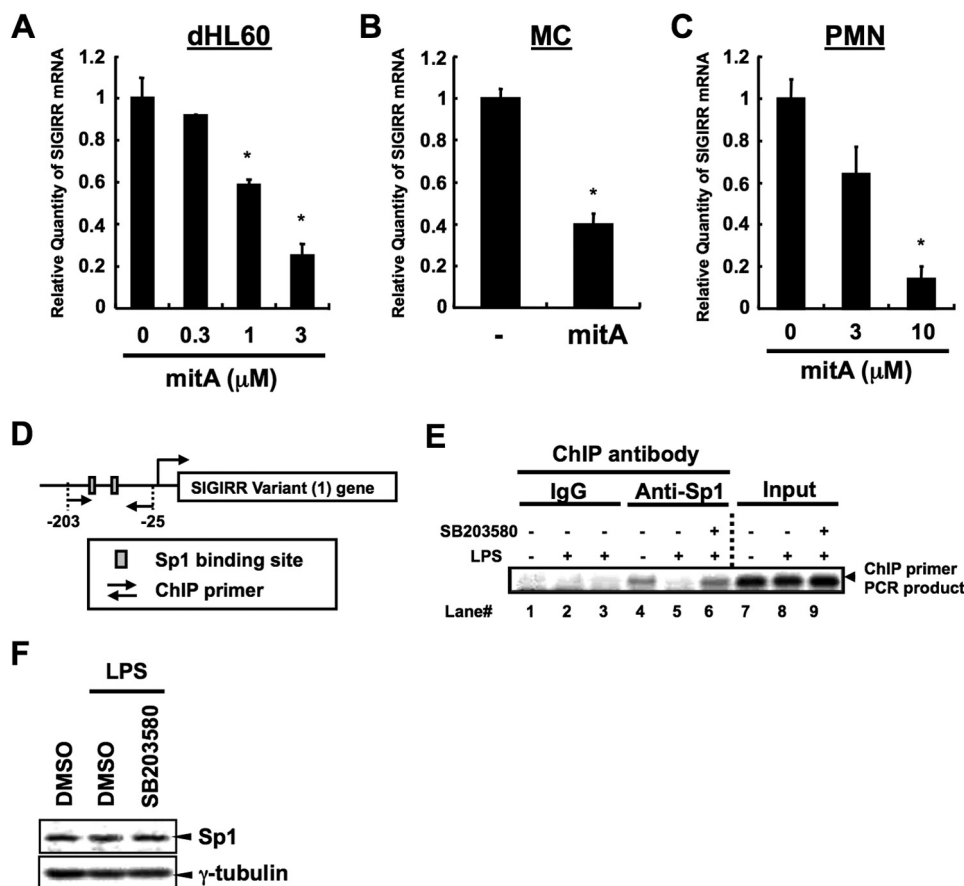 A
dHL60
Relative Quantity of SIGIRR mRNA
1.2
1
0.8
0.6
0.4
0.2
0
*
*
0 0.3 1 3
mitA (μM)
B
MC
Relative Quantity of SIGIRR mRNA
1.2
1
0.8
0.6
0.4
0.2
0
*
- mitA
C
PMN
Relative Quantity of SIGIRR mRNA
1.2
1
0.8
0.6
0.4
0.2
0
*
0 3 10
mitA (μM)
D
SIGIRR Variant (1) gene
-203 -25
Sp1 binding site
ChIP primer
E
ChIP antibody
IgG Anti-Sp1 Input
SB203580 - - + - - + - - +
LPS - + + - + + - + +
ChIP primer
PCR product
Lane# 1 2 3 4 5 6 7 8 9
F
LPS
DMSO DMSO SB203580
Sp1
γ-tubulin